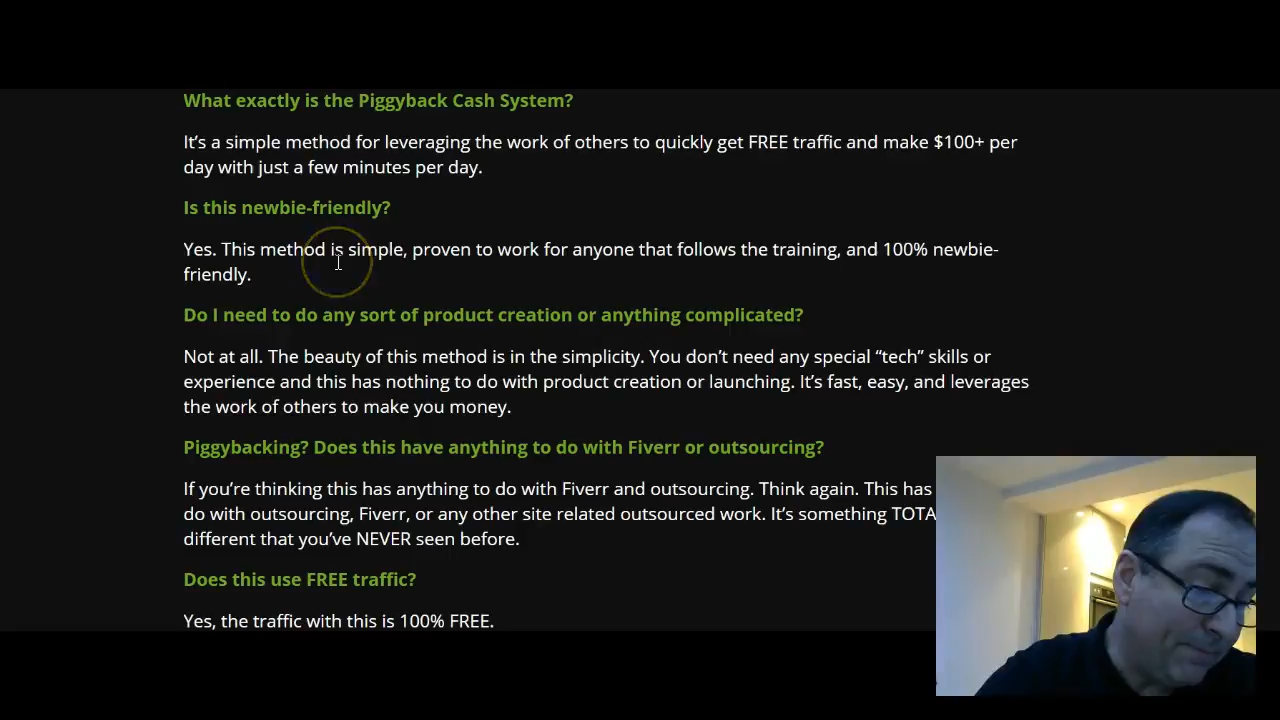 What exactly is the Piggyback Cash System?
It’s a simple method for leveraging the work of others to quickly get FREE traffic and make $100+ per
day with just a few minutes per day.
Is this newbie-friendly?
Yes. This method is simple, proven to work for anyone that follows the training, and 100% newbie-
friendly.
Do I need to do any sort of product creation or anything complicated?
Not at all. The beauty of this method is in the simplicity. You don’t need any special “tech” skills or
experience and this has nothing to do with product creation or launching. It’s fast, easy, and leverages
the work of others to make you money.
Piggybacking? Does this have anything to do with Fiverr or outsourcing?
If you’re thinking this has anything to do with Fiverr and outsourcing. Think again. This has
do with outsourcing, Fiverr, or any other site related outsourced work. It’s something TOTA
different that you’ve NEVER seen before.
Does this use FREE traffic?
Yes, the traffic with this is 100% FREE.